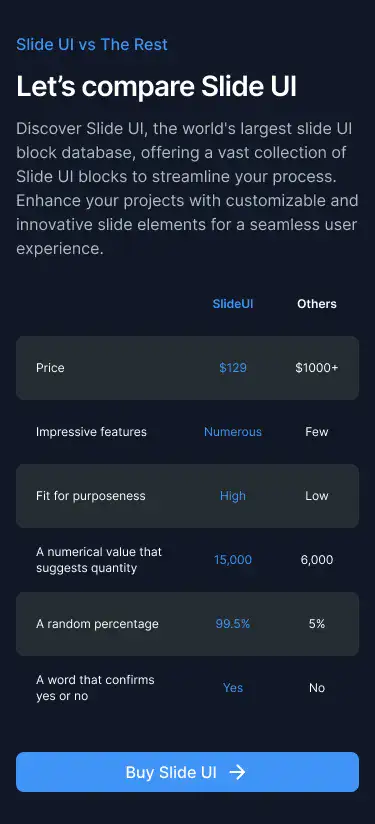 Slide UI vs The Rest
Let’s compare Slide UI
Discover Slide UI, the world's largest slide UI
block database, offering a vast collection of
Slide UI blocks to streamline your process.
Enhance your projects with customizable and
innovative slide elements for a seamless user
experience.
SlideUI Others
Price $129 $1000+
Impressive features Numerous Few
Fit for purposeness High Low
A numerical value that
suggests quantity 15,000 6,000
A random percentage 99.5% 5%
A word that confirms
yes or no Yes No
Buy Slide UI